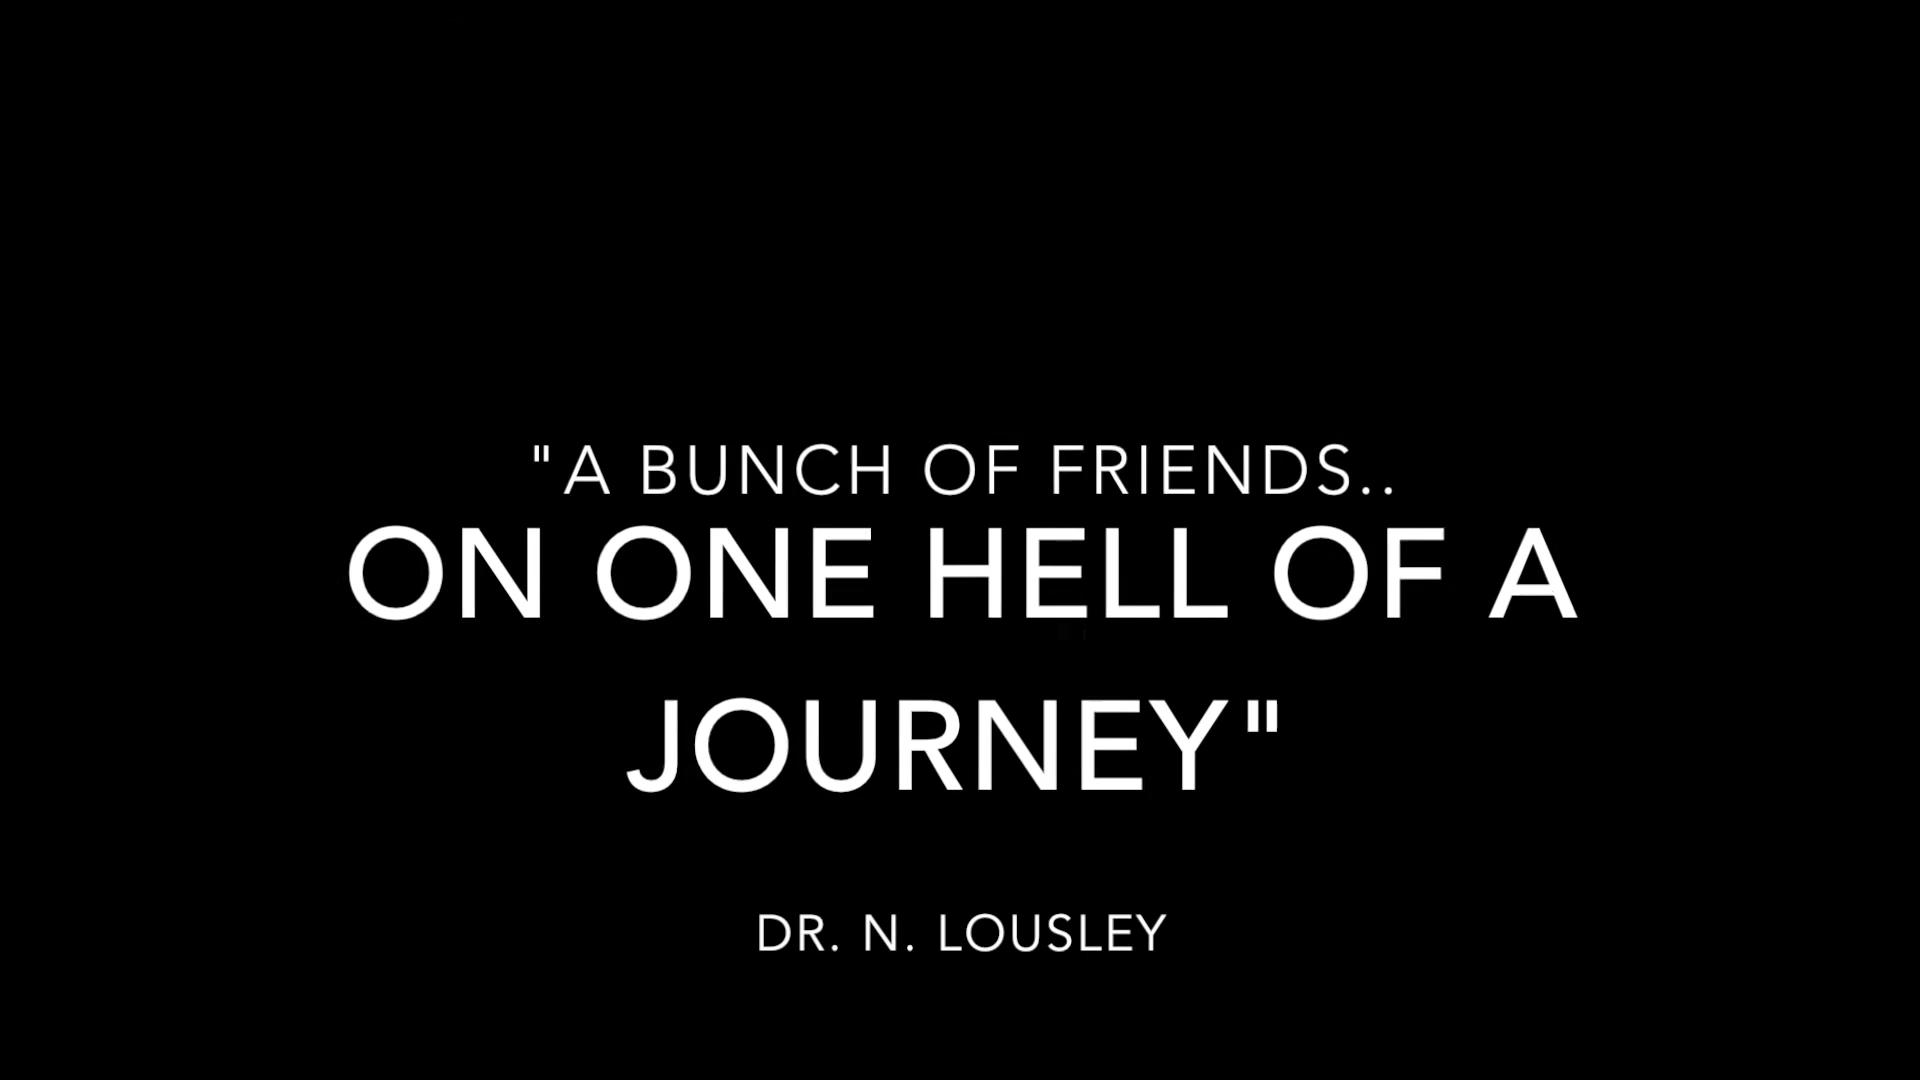 "A BUNCH OF FRIENDS..
ON ONE HELL OF A
JOURNEY"
DR. N. LOUSLEY